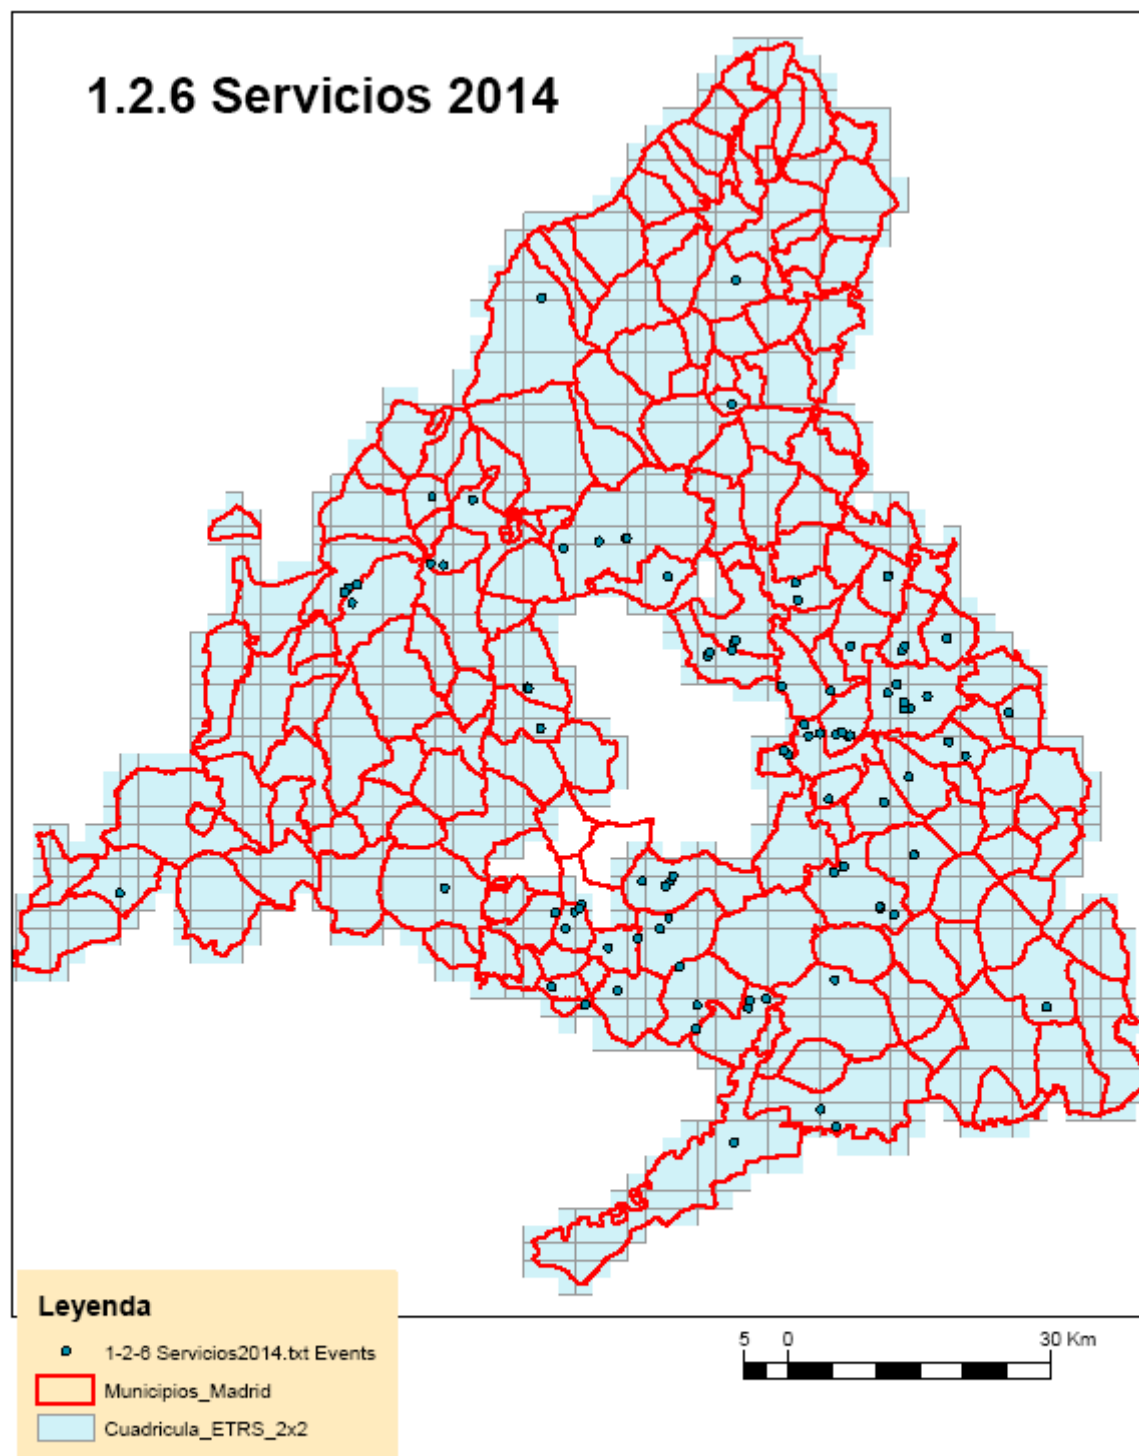 1.2.6 Servicios 2014
Leyenda
1-2-6 Servicios2014.txt Events
Municipios_Madrid
Cuadricula_ETRS_2x2
5 0 30 Km